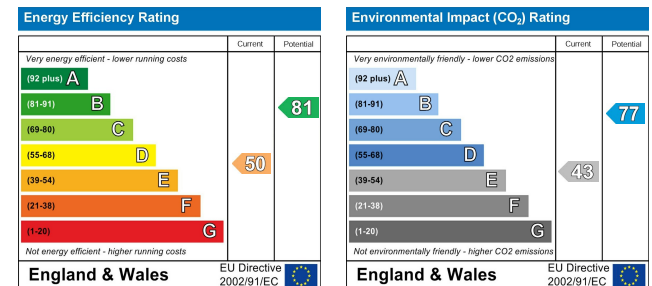 Energy Efficiency Rating
Current Potential
Very energy efficient - lower running costs
(92 plus) A
(81-91) B
81
(69-80) C
(55-68) D
50
(39-54) E
(21-38) F
(1-20) G
Not energy efficient - higher running costs
England & Wales
EU Directive
2002/91/EC
Environmental Impact (CO₂) Rating
Current Potential
Very environmentally friendly - lower CO2 emissions
(92 plus) A
(81-91) B
77
(69-80) C
(55-68) D
43
(39-54) E
(21-38) F
(1-20) G
Not environmentally friendly - higher CO2 emissions
England & Wales
EU Directive
2002/91/EC